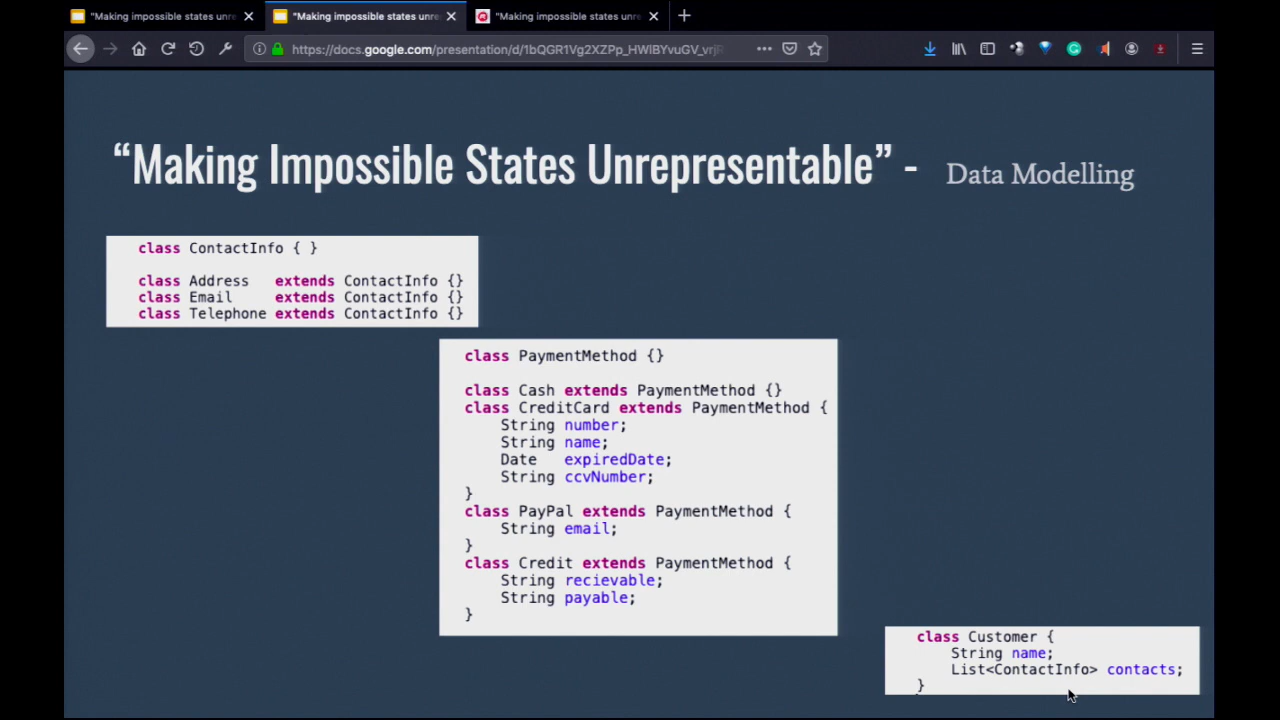 "Making impossible states unre
"Making impossible states unre
"Making impossible states unre
https://docs.google.com/presentation/d/1bQGR1Vg2XZPp_HWlBYvuGV_vrjR
“Making Impossible States Unrepresentable” - Data Modelling
class ContactInfo { }
class Address extends ContactInfo {}
class Email extends ContactInfo {}
class Telephone extends ContactInfo {}
class PaymentMethod {}
class Cash extends PaymentMethod {}
class CreditCard extends PaymentMethod {
String number;
String name;
Date expiredDate;
String ccvNumber;
}
class PayPal extends PaymentMethod {
String email;
}
class Credit extends PaymentMethod {
String recievable;
String payable;
}
class Customer {
String name;
List<ContactInfo> contacts;
}